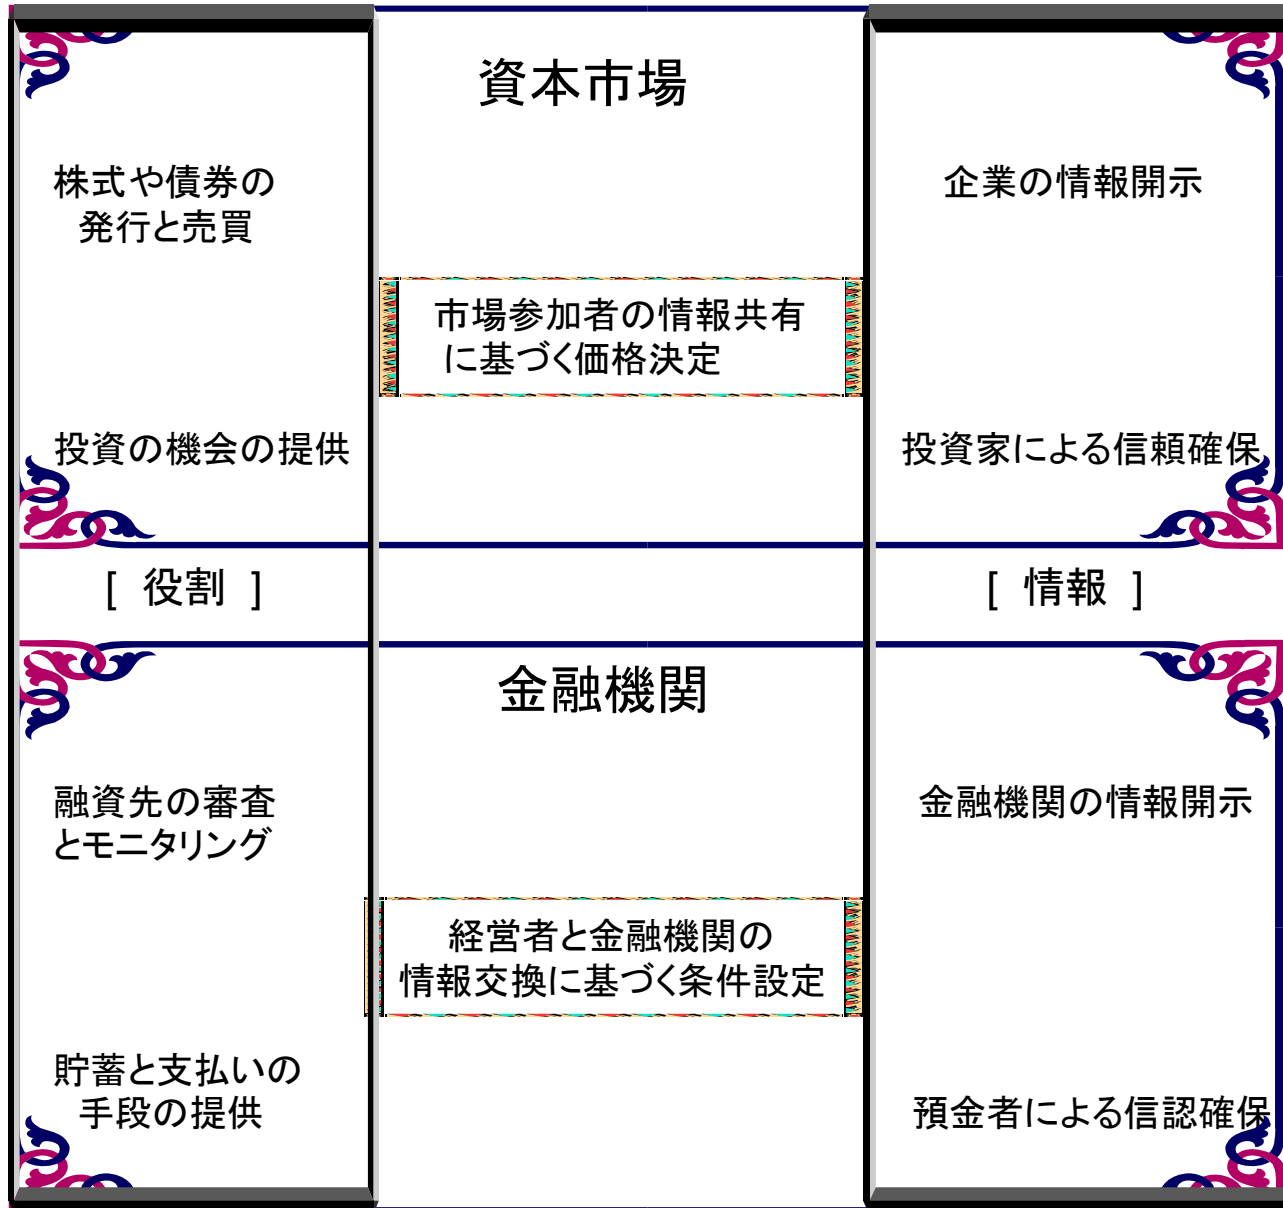 資本市場
株式や債券の
発行と売買
企業の情報開示
市場参加者の情報共有
に基づく価格決定
投資の機会の提供
投資家による信頼確保
[ 役割 ]
[ 情報 ]
金融機関
融資先の審査
とモニタリング
金融機関の情報開示
経営者と金融機関の
情報交換に基づく条件設定
貯蓄と支払いの
手段の提供
預金者による信認確保